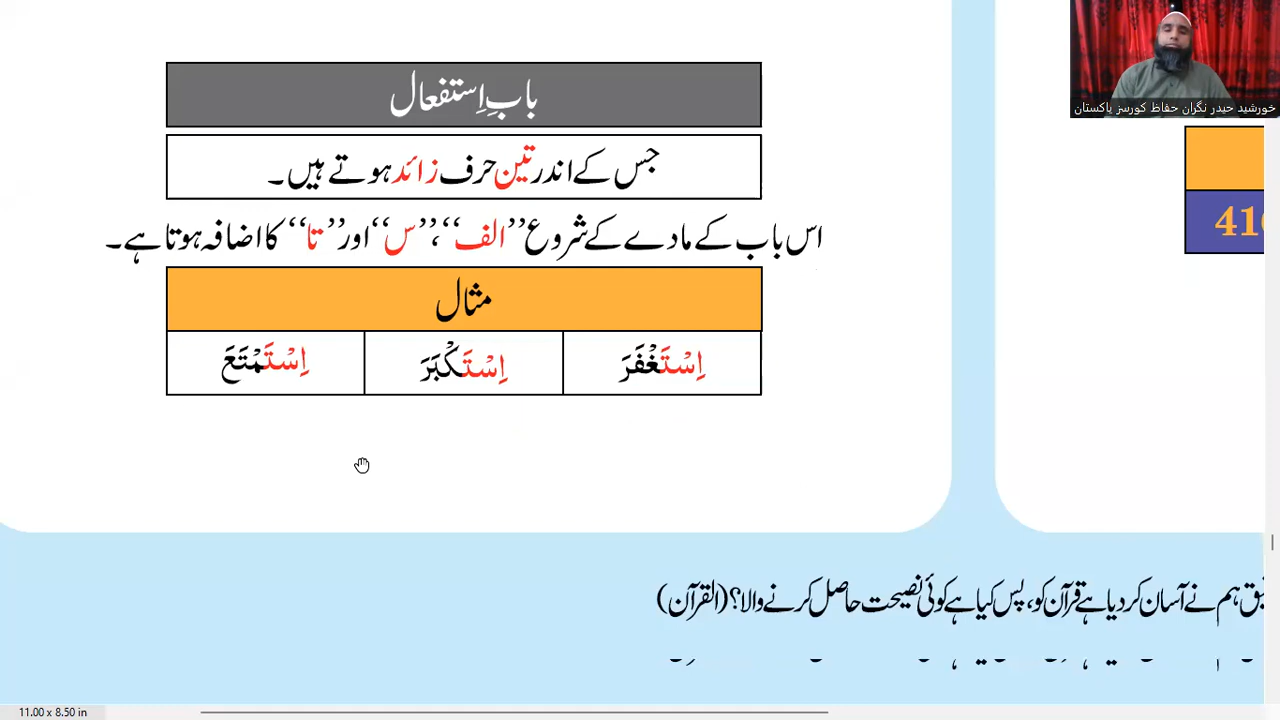 خورشید حیدر نگران حفاظ کورسز پاکستان
بابِ اِستفعال
جس کے اندر تین حرف زائد ہوتے ہیں۔
اس باب کے مادے کے شروع ’’الف‘‘، ’’س‘‘ اور ’’تا‘‘ کا اضافہ ہوتا ہے۔
مثال
اِسْتَغْفَرَ اِسْتَكْبَرَ اِسْتَمْتَعَ
41
ہم نے آسان کر دیا ہے قرآن کو، پس کیا ہے کوئی نصیحت حاصل کرنے والا؟ (القرآن)
11.00 x 8.50 in